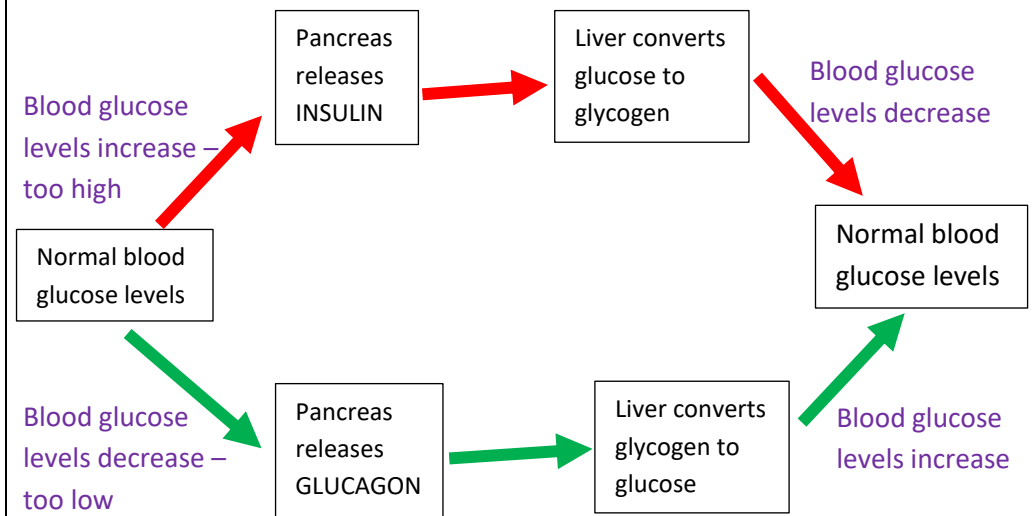 Pancreas
releases
INSULIN
Liver converts
glucose to
glycogen
Blood glucose
levels decrease
Blood glucose
levels increase –
too high
Normal blood
glucose levels
Normal blood
glucose levels
Blood glucose
levels decrease –
too low
Pancreas
releases
GLUCAGON
Liver converts
glycogen to
glucose
Blood glucose
levels increase